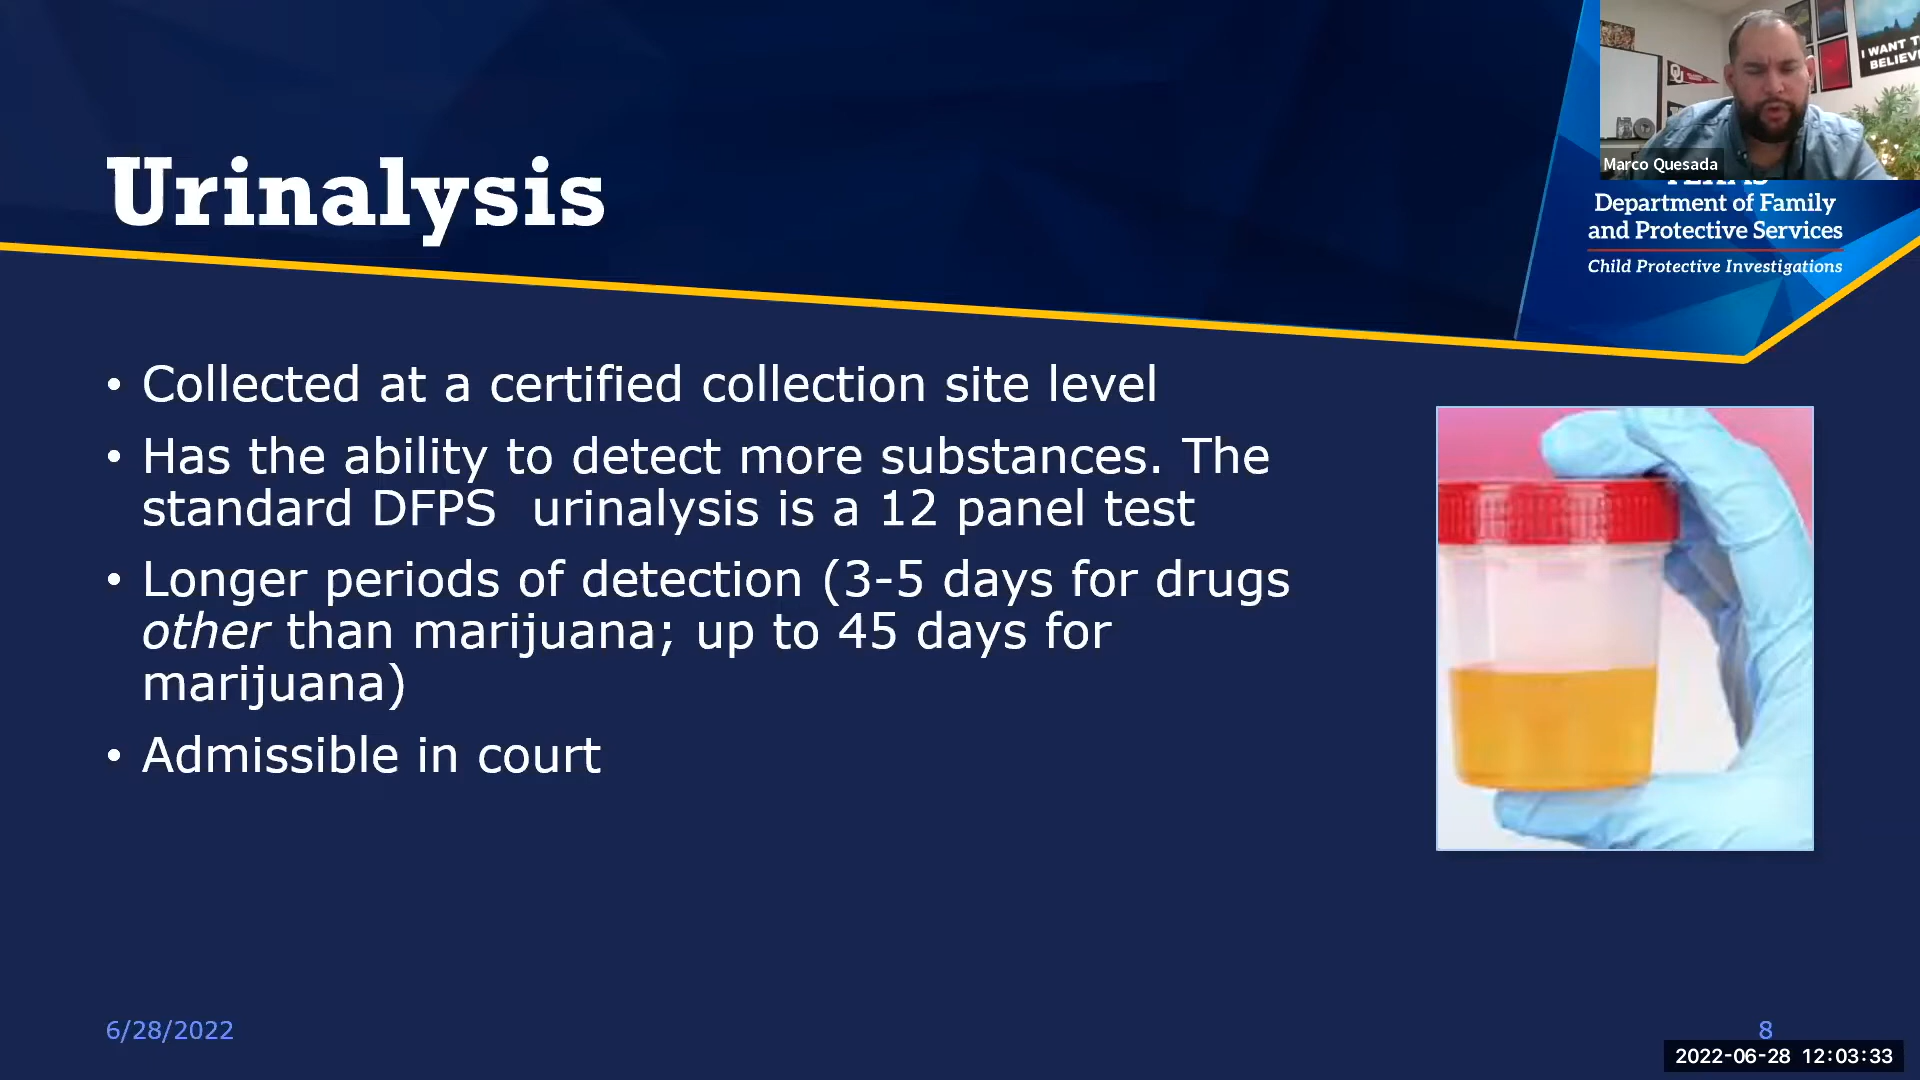 I WANT T
BELIEVE
OU
Marco Quesada
Urinalysis
Department of Family
and Protective Services
Child Protective Investigations
• Collected at a certified collection site level
• Has the ability to detect more substances. The
standard DFPS  urinalysis is a 12 panel test
• Longer periods of detection (3-5 days for drugs
other than marijuana; up to 45 days for
marijuana)
• Admissible in court
6/28/2022
8
2022-06-28 12:03:33